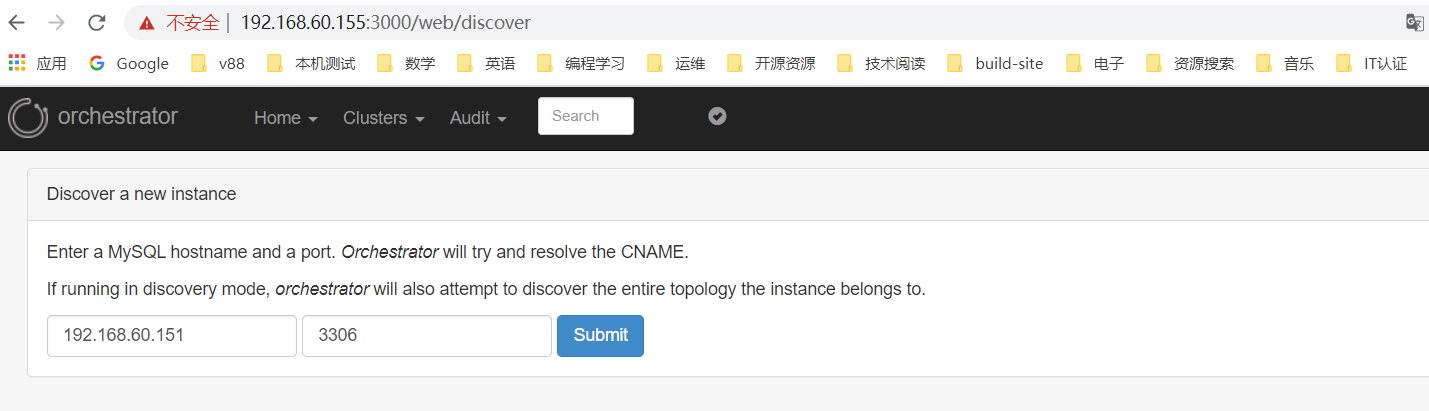 不安全 | 192.168.60.155:3000/web/discover
应用 Google v88 本机测试 数学 英语 编程学习 运维 开源资源 技术阅读 build-site 电子 资源搜索 音乐 IT认证
orchestrator Home Clusters Audit Search
Discover a new instance
Enter a MySQL hostname and a port. Orchestrator will try and resolve the CNAME.
If running in discovery mode, orchestrator will also attempt to discover the entire topology the instance belongs to.
192.168.60.151 3306 Submit